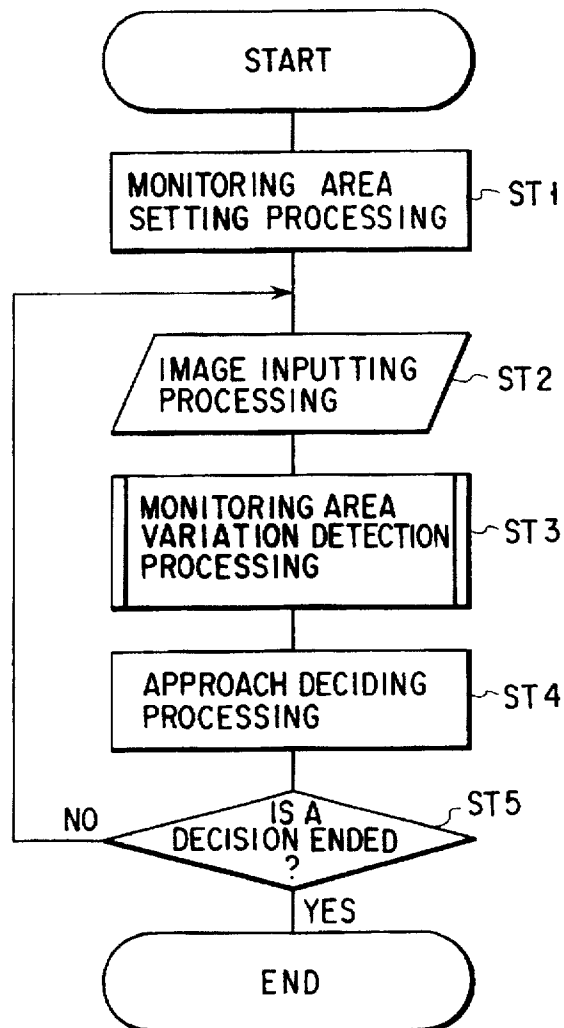 START
MONITORING AREA
SETTING PROCESSING
ST1
IMAGE INPUTTING
PROCESSING
ST2
MONITORING AREA
VARIATION DETECTION
PROCESSING
ST3
APPROACH DECIDING
PROCESSING
ST4
IS A
DECISION ENDED
?
ST5
NO
YES
END